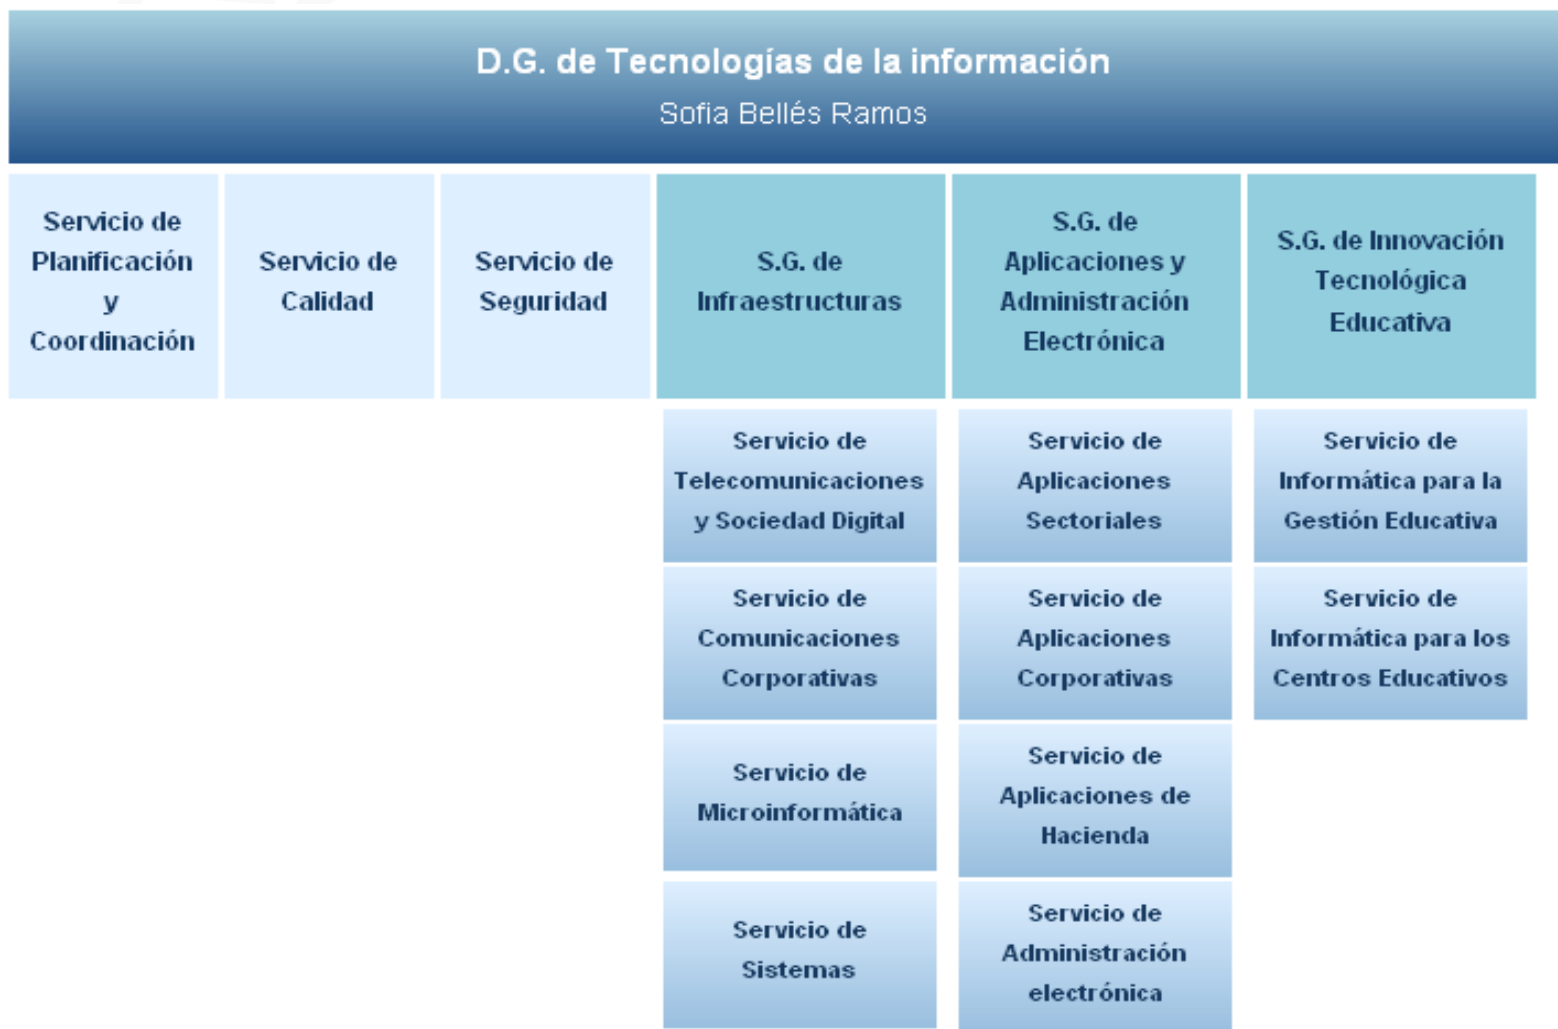 D.G. de Tecnologías de la información
Sofia Bellés Ramos
Servicio de
Planificación
y
Coordinación
Servicio de
Calidad
Servicio de
Seguridad
S.G. de
Infraestructuras
S.G. de
Aplicaciones y
Administración
Electrónica
S.G. de Innovación
Tecnológica
Educativa
Servicio de
Telecomunicaciones
y Sociedad Digital
Servicio de
Aplicaciones
Sectoriales
Servicio de
Informática para la
Gestión Educativa
Servicio de
Comunicaciones
Corporativas
Servicio de
Aplicaciones
Corporativas
Servicio de
Informática para los
Centros Educativos
Servicio de
Microinformática
Servicio de
Aplicaciones de
Hacienda
Servicio de
Sistemas
Servicio de
Administración
electrónica